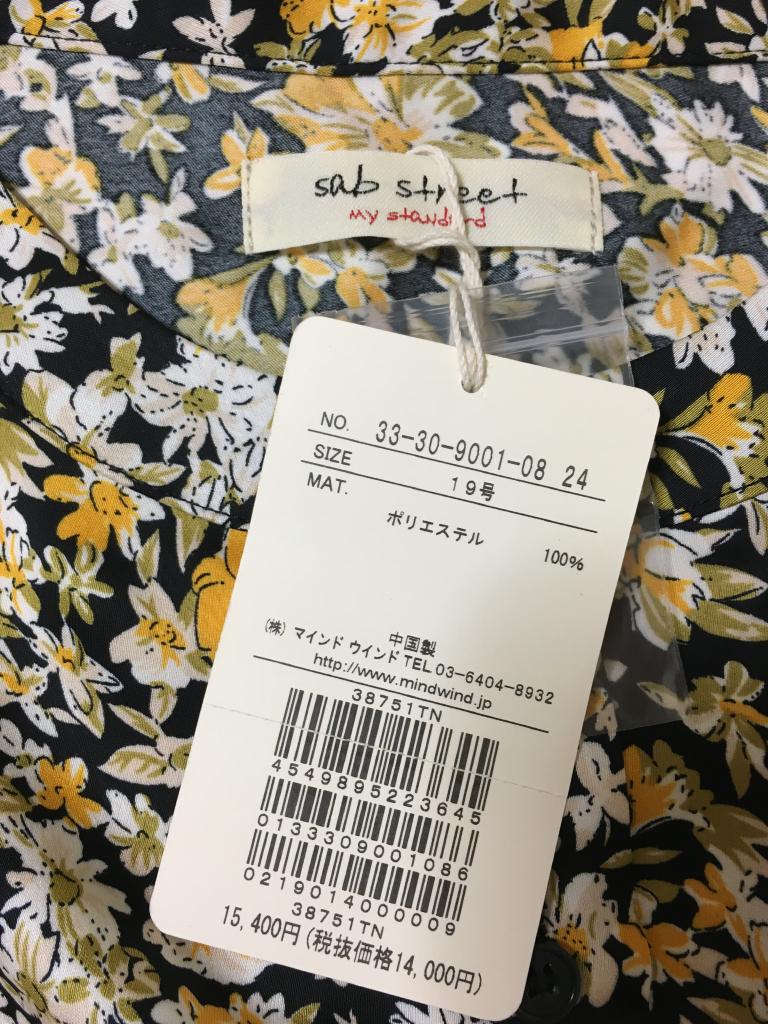 sab street
my standard
NO. 33-30-9001-08 24
SIZE 19号
MAT.
ポリエステル 100%
中国製
(株) マインド ウインド TEL 03-6404-8932
http://www.mindwind.jp
38751TN
4549895223645
0133309001086
0219014000009
38751TN
15,400円(税抜価格14,000円)